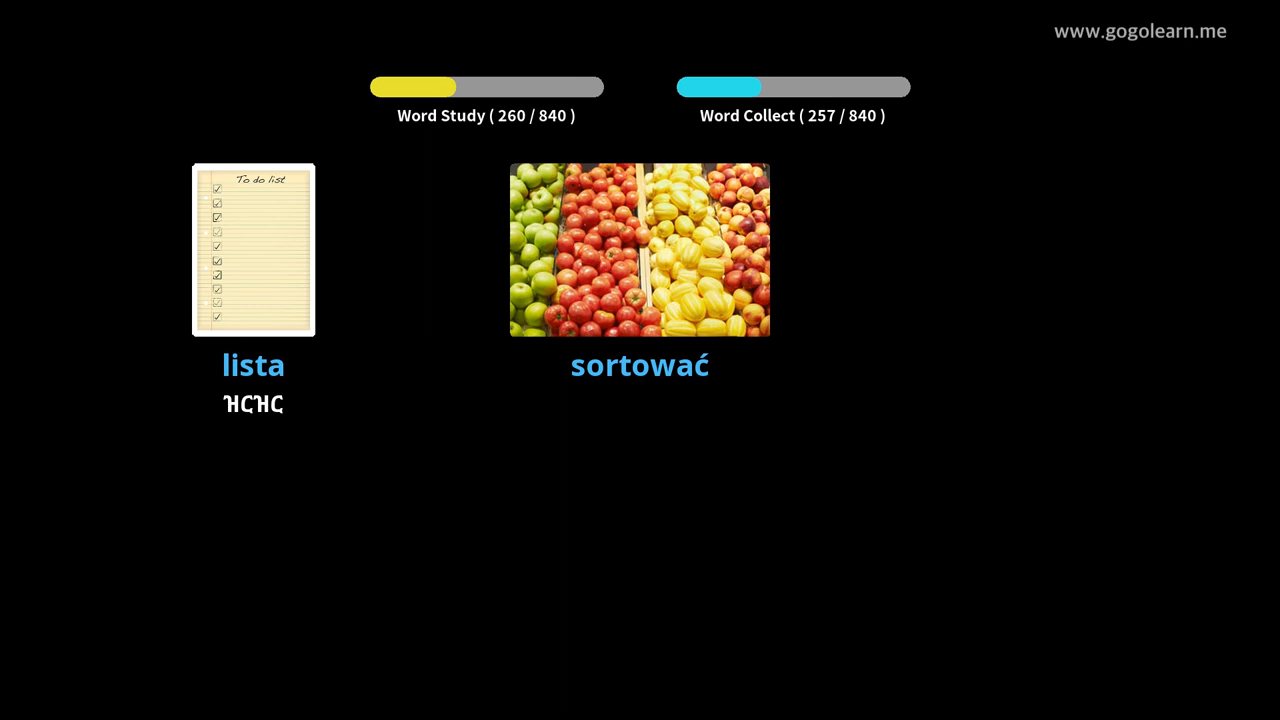 www.gogolearn.me
Word Study ( 260 / 840 )
Word Collect ( 257 / 840 )
To do list
lista
sortować
ዝርዝር